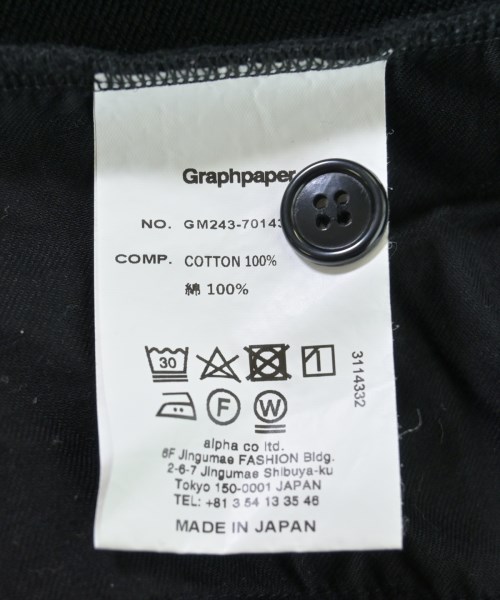 Graphpaper
NO. GM243-70143
COMP. COTTON 100%
綿 100%
30
F W
3114332
alpha co ltd.
6F Jingumae FASHION Bldg.
2-6-7 Jingumae Shibuya-ku
Tokyo 150-0001 JAPAN
TEL: +81 3 54 13 35 46
MADE IN JAPAN